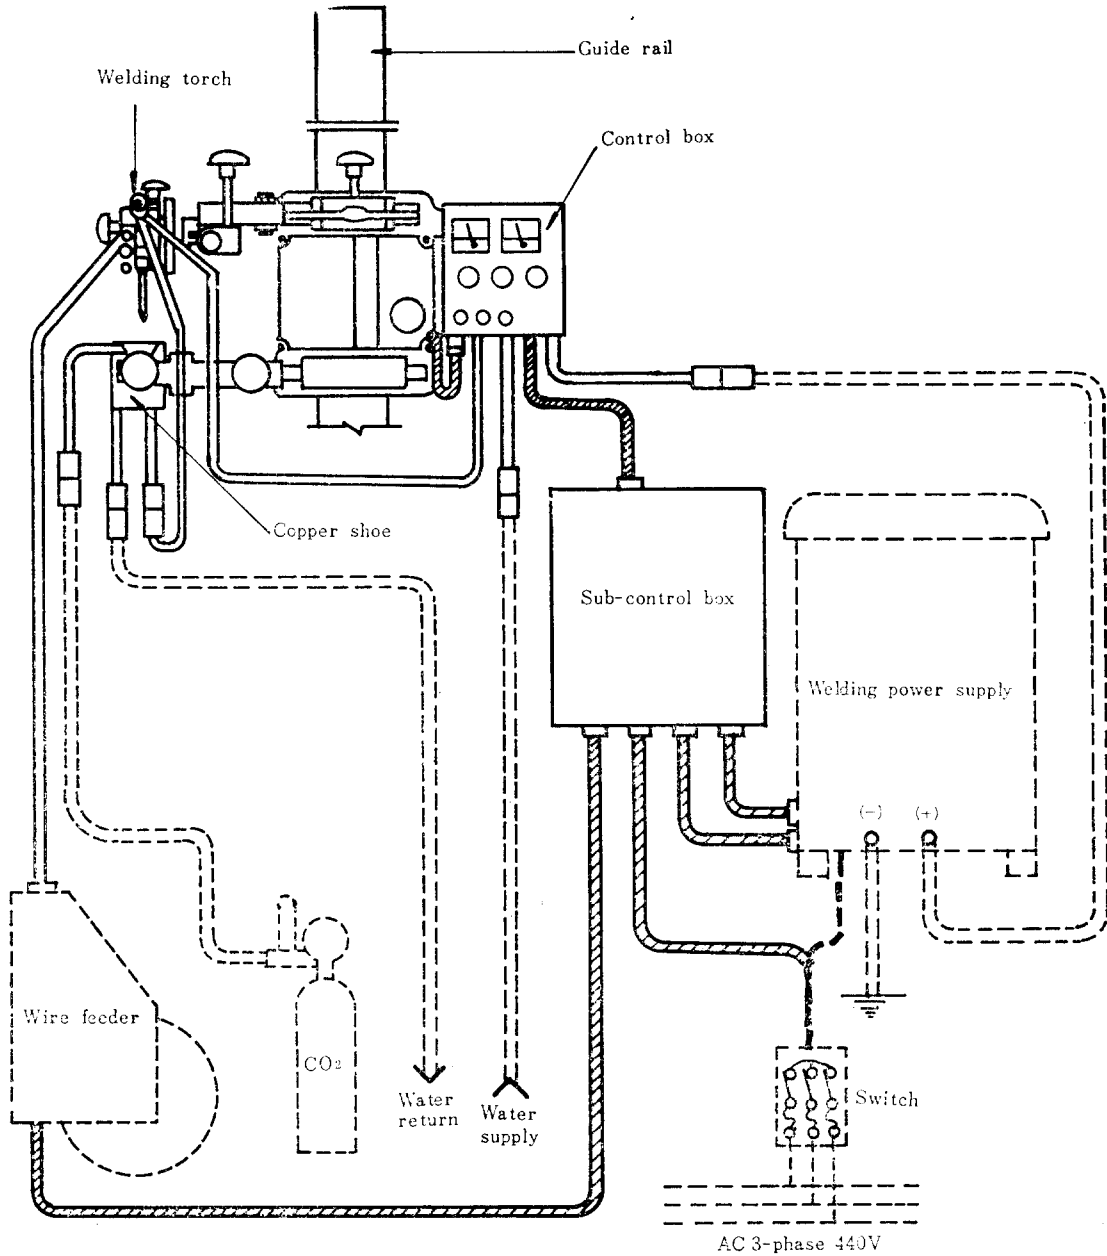 Guide rail
Welding torch
Control box
Copper shoe
Sub-control box
Welding power supply
(-)
(+)
Wire feeder
CO₂
Water
return
Water
supply
Switch
AC 3-phase 440V